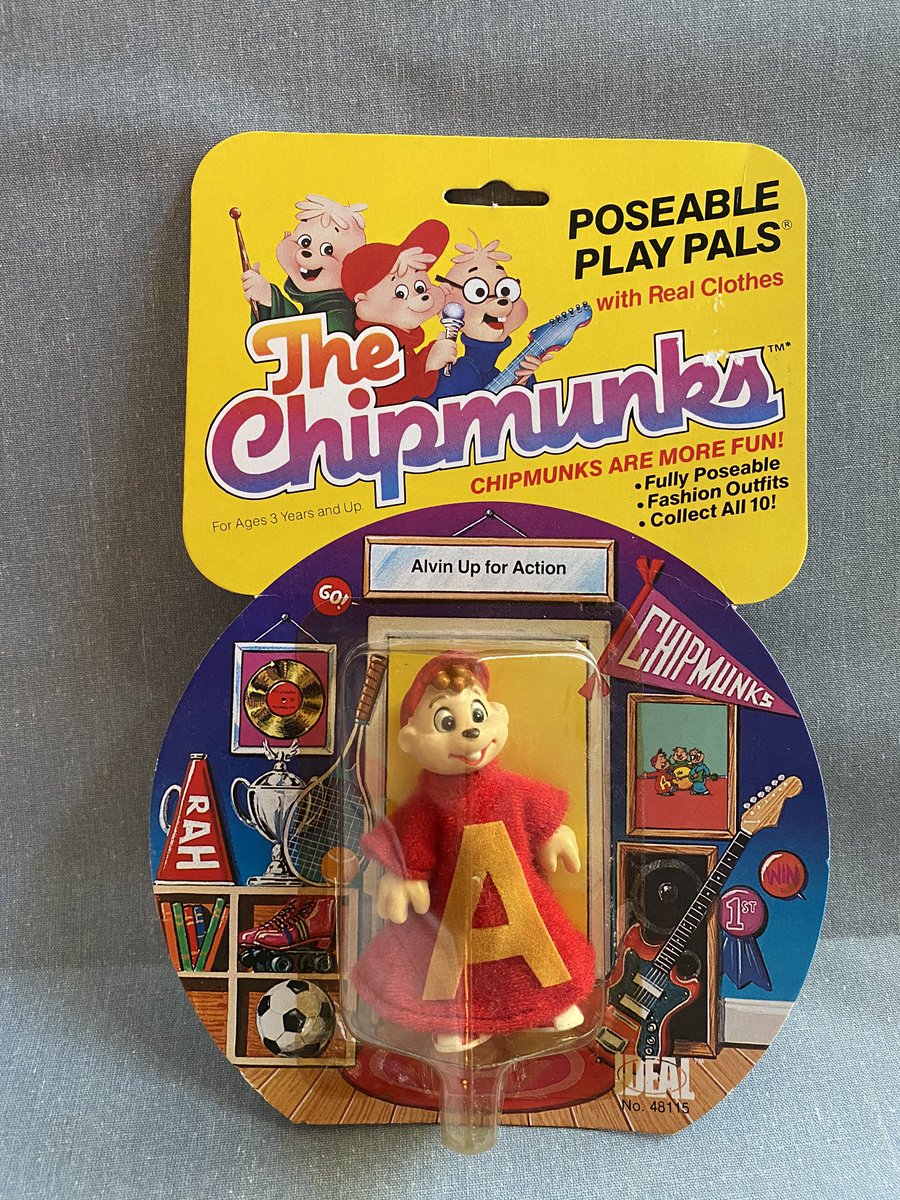 POSEABLE
PLAY PALS®
with Real Clothes
The
Chipmunks™*
CHIPMUNKS ARE MORE FUN!
• Fully Poseable
• Fashion Outfits
• Collect All 10!
For Ages 3 Years and Up.
Alvin Up for Action
GO!
CHIPMUNKS
RAH
A
WIN
1ST
IDEAL
No. 48115